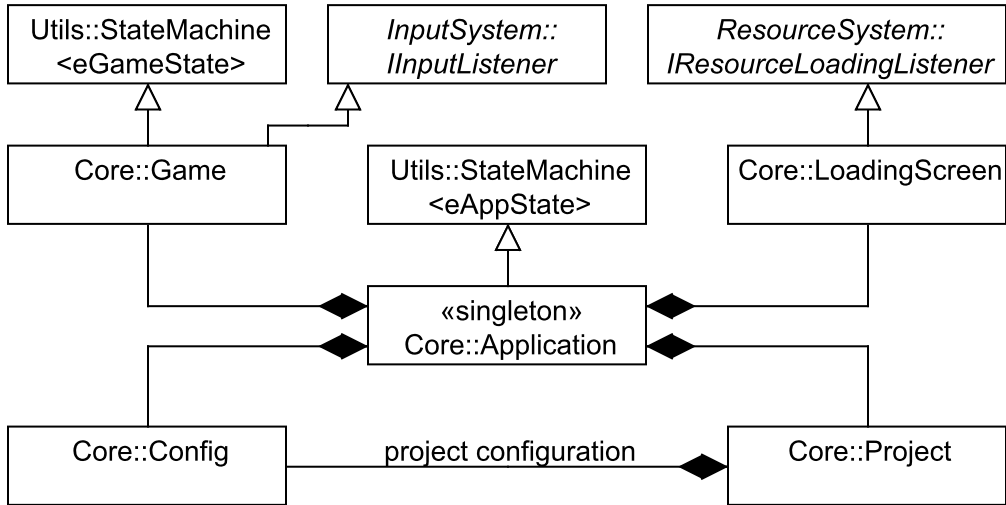 Utils::StateMachine
<eGameState>
InputSystem::
IInputListener
ResourceSystem::
IResourceLoadingListener
Core::Game
Utils::StateMachine
<eAppState>
Core::LoadingScreen
«singleton»
Core::Application
Core::Config
project configuration
Core::Project